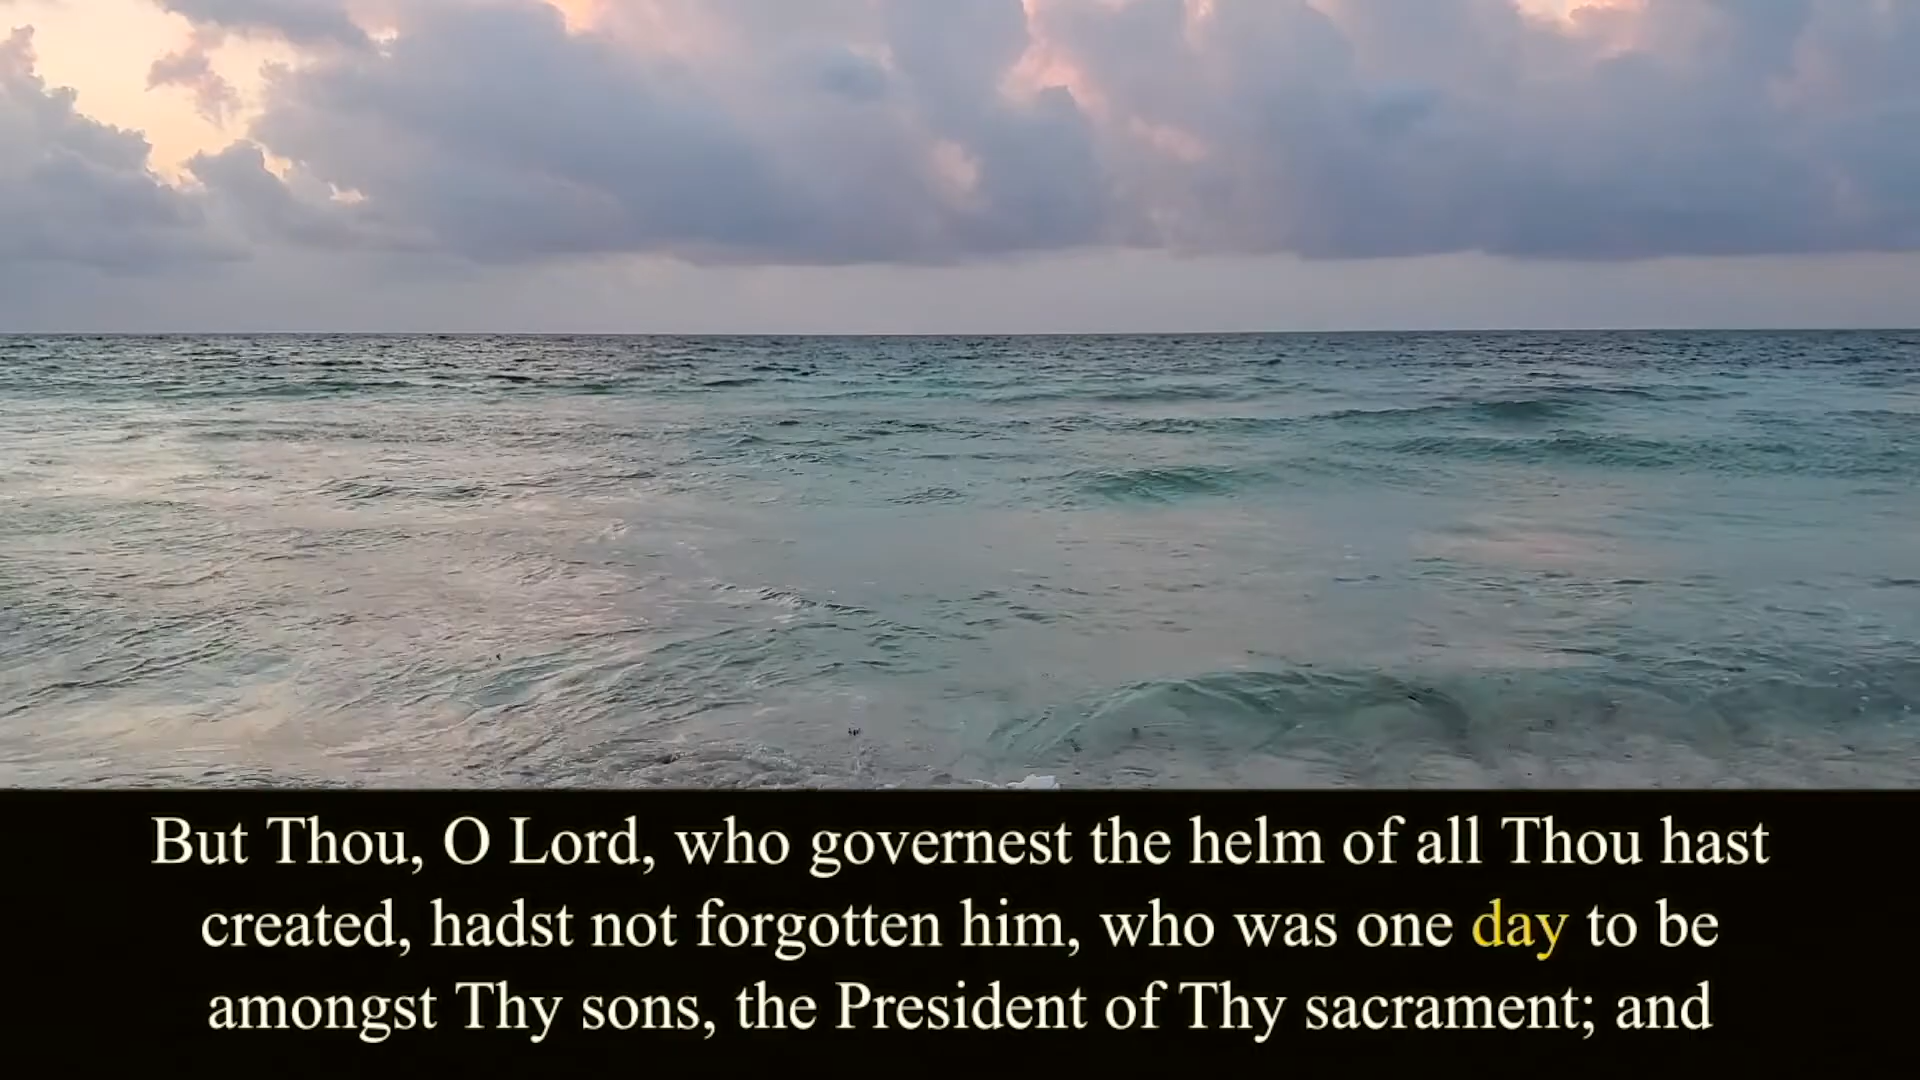 But Thou, O Lord, who governest the helm of all Thou hast
created, hadst not forgotten him, who was one day to be
amongst Thy sons, the President of Thy sacrament; and